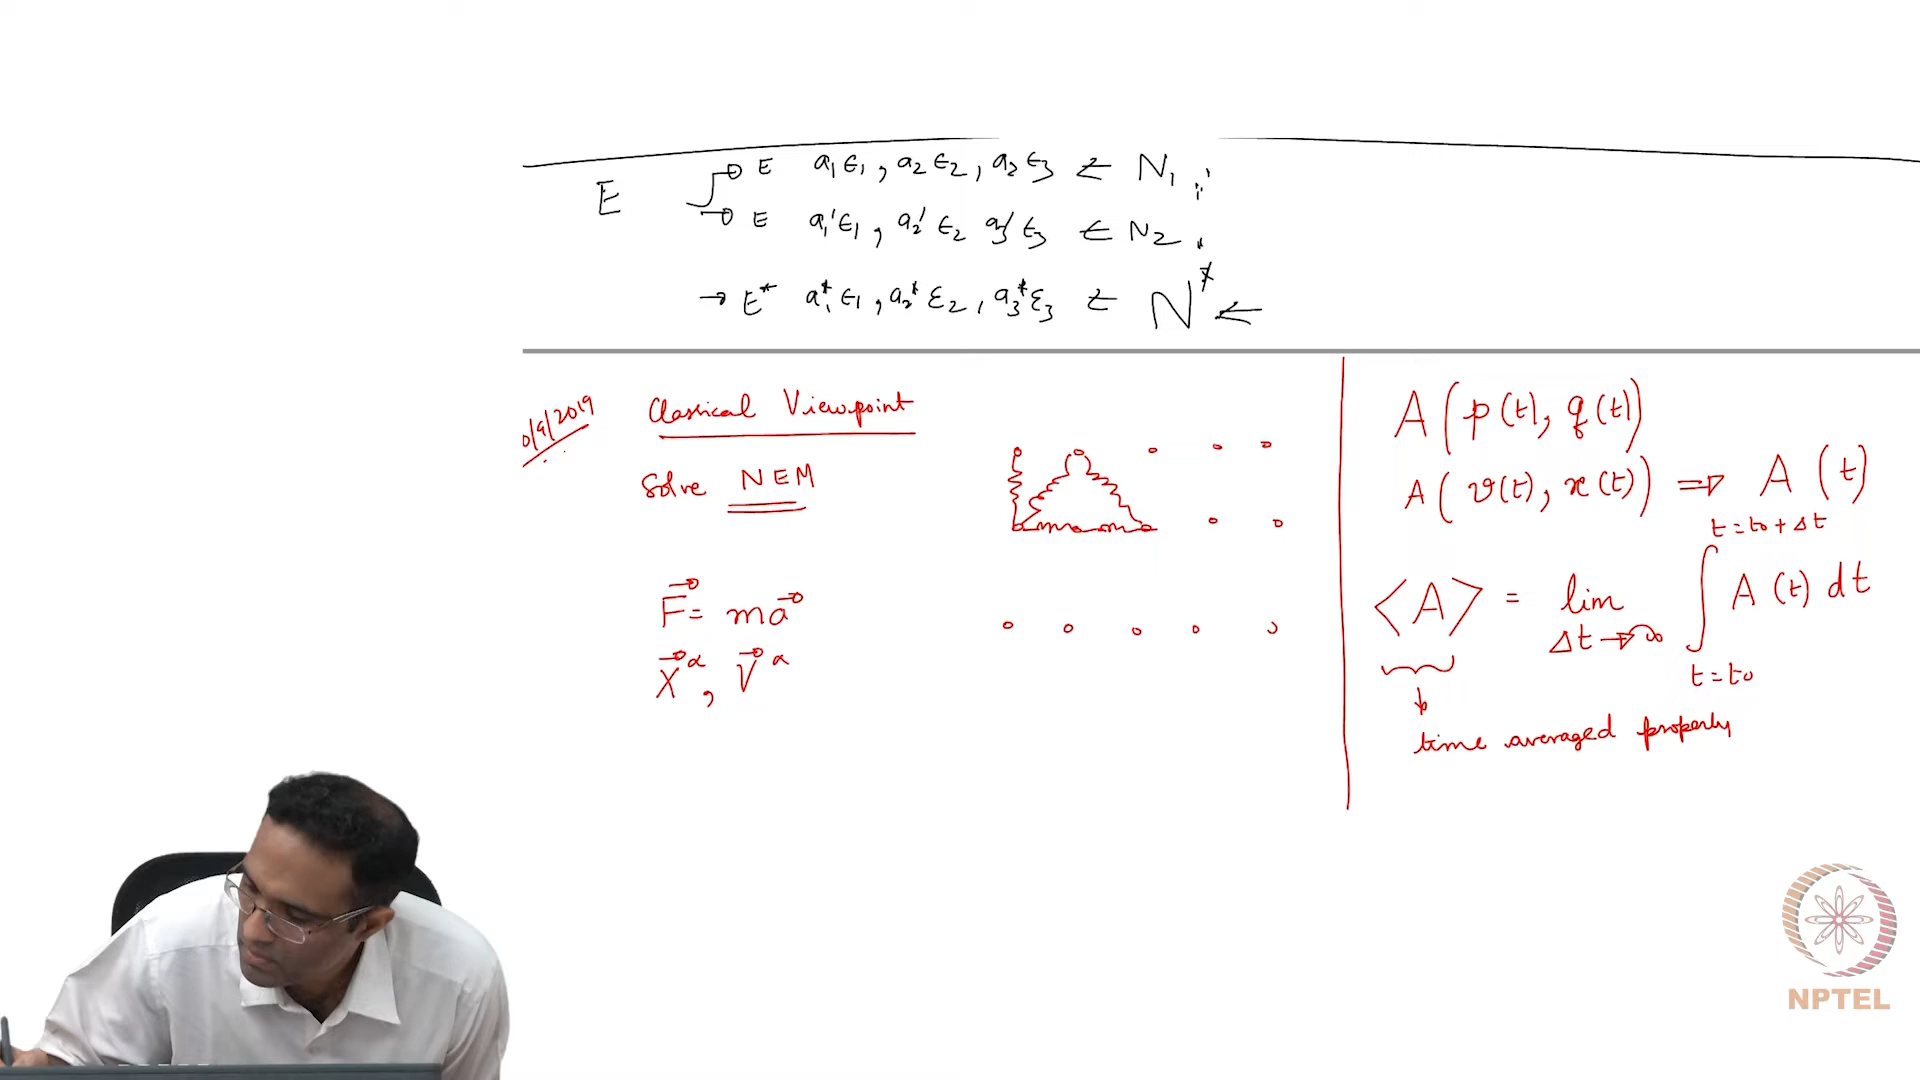 E → E a₁ε₁, a₂ε₂, a₂ε₃ ← N₁
→ E a₁'ε₁, a₂'ε₂ a₃'ε₃ ← N₂
→ E* a₁*ε₁, a₂*ε₂, a₃*ε₃ ← N* ←
0/9/2019
Classical Viewpoint
Solve NEM
F⃗ = ma⃗
X⃗^α, V⃗^α
A(p(t), q(t))
A(v(t), x(t)) ⇒ A(t)
t=t₀+Δt
<A> = lim ∫ A(t) dt
Δt→∞
t=t₀
time averaged property
NPTEL